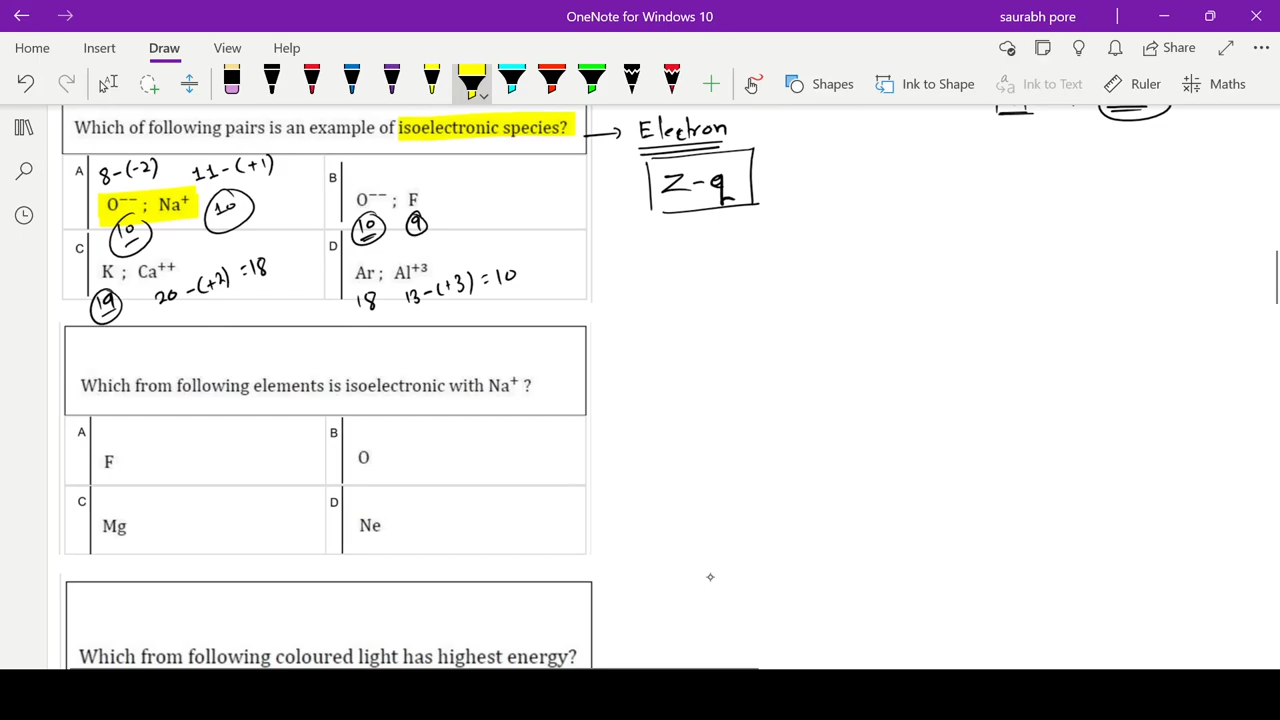 OneNote for Windows 10
saurabh pore
Home Insert Draw View Help
Share
Shapes Ink to Shape Ink to Text Ruler Maths
Which of following pairs is an example of isoelectronic species? → Electron
Z-q
A 8-(-2) 11-(+1)
O⁻⁻ ; Na⁺ 10
10
B
O⁻⁻ ; F
10 9
C
K ; Ca⁺⁺
19 20-(+2) =18
D
Ar ; Al⁺³
18 13-(+3) =10
Which from following elements is isoelectronic with Na⁺ ?
A
F
B
O
C
Mg
D
Ne
Which from following coloured light has highest energy?